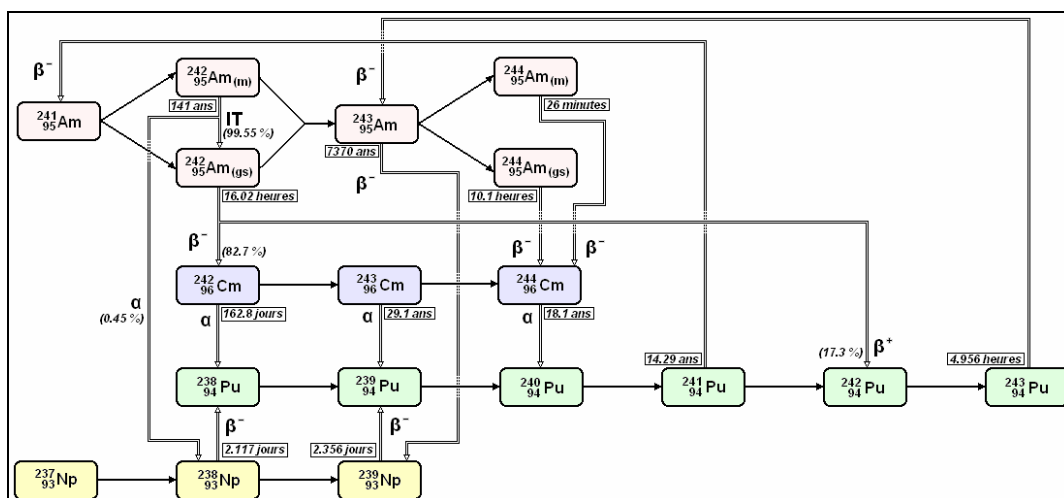 β⁻
β⁻
²⁴²₉₅Am(m)
²⁴⁴₉₅Am(m)
141 ans
26 minutes
²⁴¹₉₅Am
IT
(99.55 %)
²⁴³₉₅Am
7370 ans
²⁴²₉₅Am(gs)
²⁴⁴₉₅Am(gs)
β⁻
16.02 heures
10.1 heures
β⁻
(82.7 %)
β⁻
β⁻
²⁴²₉₆Cm
²⁴³₉₆Cm
²⁴⁴₉₆Cm
α
(0.45 %)
α
162.8 jours
α
29.1 ans
α
18.1 ans
14.29 ans
(17.3 %)
β⁺
4.956 heures
²³⁸₉₄Pu
²³⁹₉₄Pu
²⁴⁰₉₄Pu
²⁴¹₉₄Pu
²⁴²₉₄Pu
²⁴³₉₄Pu
β⁻
β⁻
2.117 jours
2.356 jours
²³⁷₉₃Np
²³⁸₉₃Np
²³⁹₉₃Np